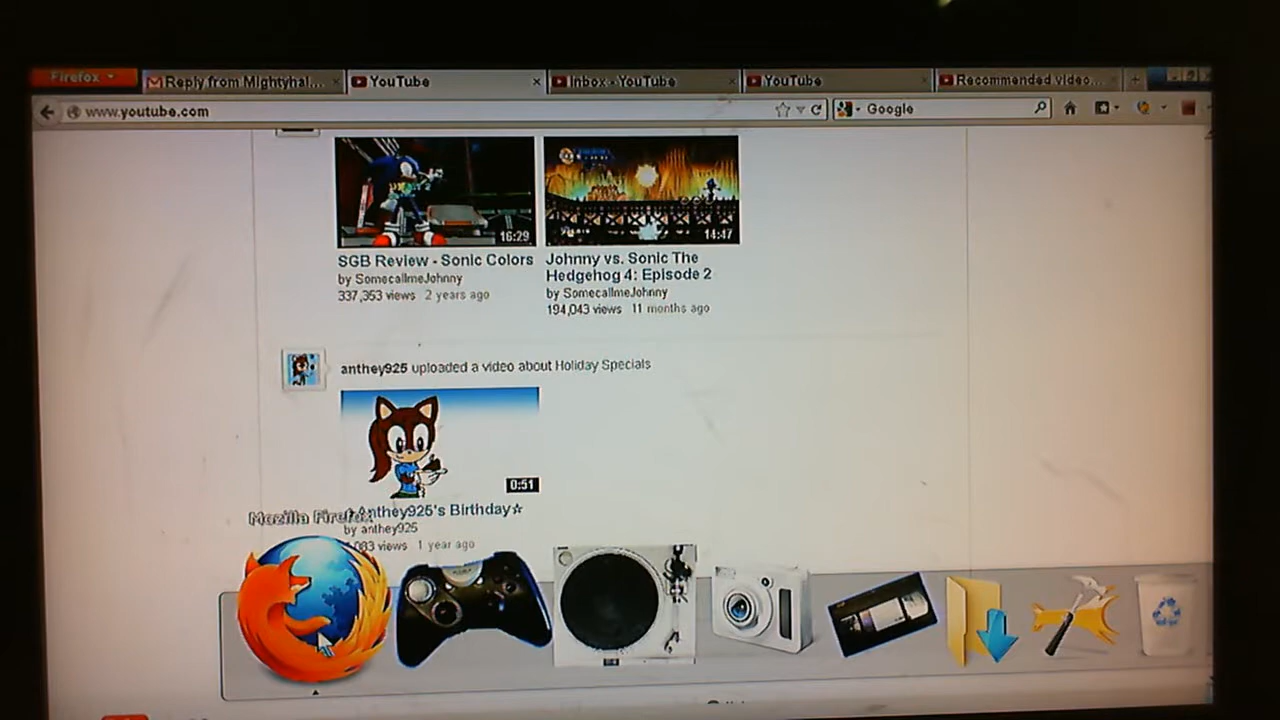 Firefox
Reply from Mightyhal...
YouTube
Inbox - YouTube
YouTube
Recommended video...
www.youtube.com
Google
16:29
14:47
SGB Review - Sonic Colors
by SomecallmeJohnny
337,353 views 2 years ago
Johnny vs. Sonic The
Hedgehog 4: Episode 2
by SomecallmeJohnny
194,043 views 11 months ago
anthey925 uploaded a video about Holiday Specials
0:51
Anthey925's Birthday☆
Mozilla Firefox
by anthey925
views 1 year ago